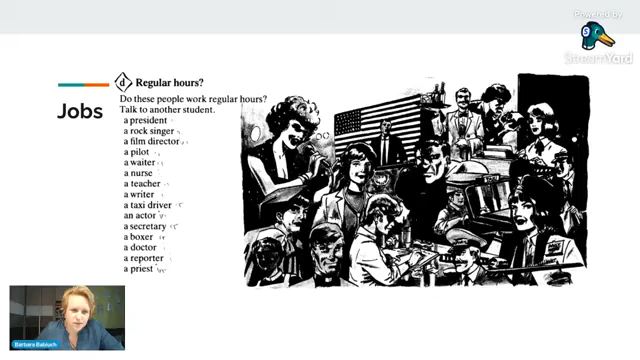 Powered by
StreamYard
Jobs
d Regular hours?
Do these people work regular hours?
Talk to another student.
a president
a rock singer
a film director
a pilot
a waiter
a nurse
a teacher
a writer
a taxi driver
an actor
a secretary
a boxer
a doctor
a reporter
a priest
Barbara Babiuch